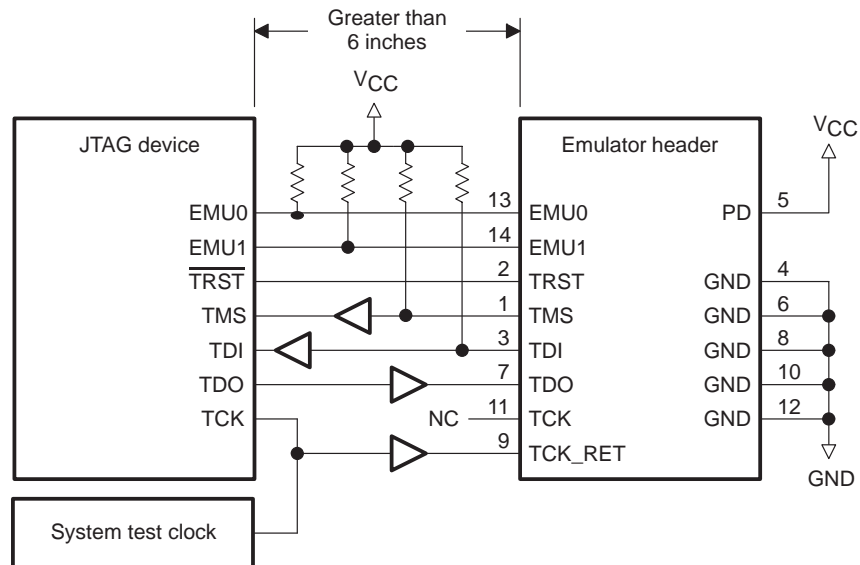 Greater than
6 inches
VCC
VCC
JTAG device
Emulator header
EMU0
13
EMU0
PD
5
EMU1
14
EMU1
TRST
2
TRST
GND
4
TMS
1
TMS
GND
6
TDI
3
TDI
GND
8
TDO
7
TDO
GND
10
TCK
NC
11
TCK
GND
12
9
TCK_RET
GND
System test clock